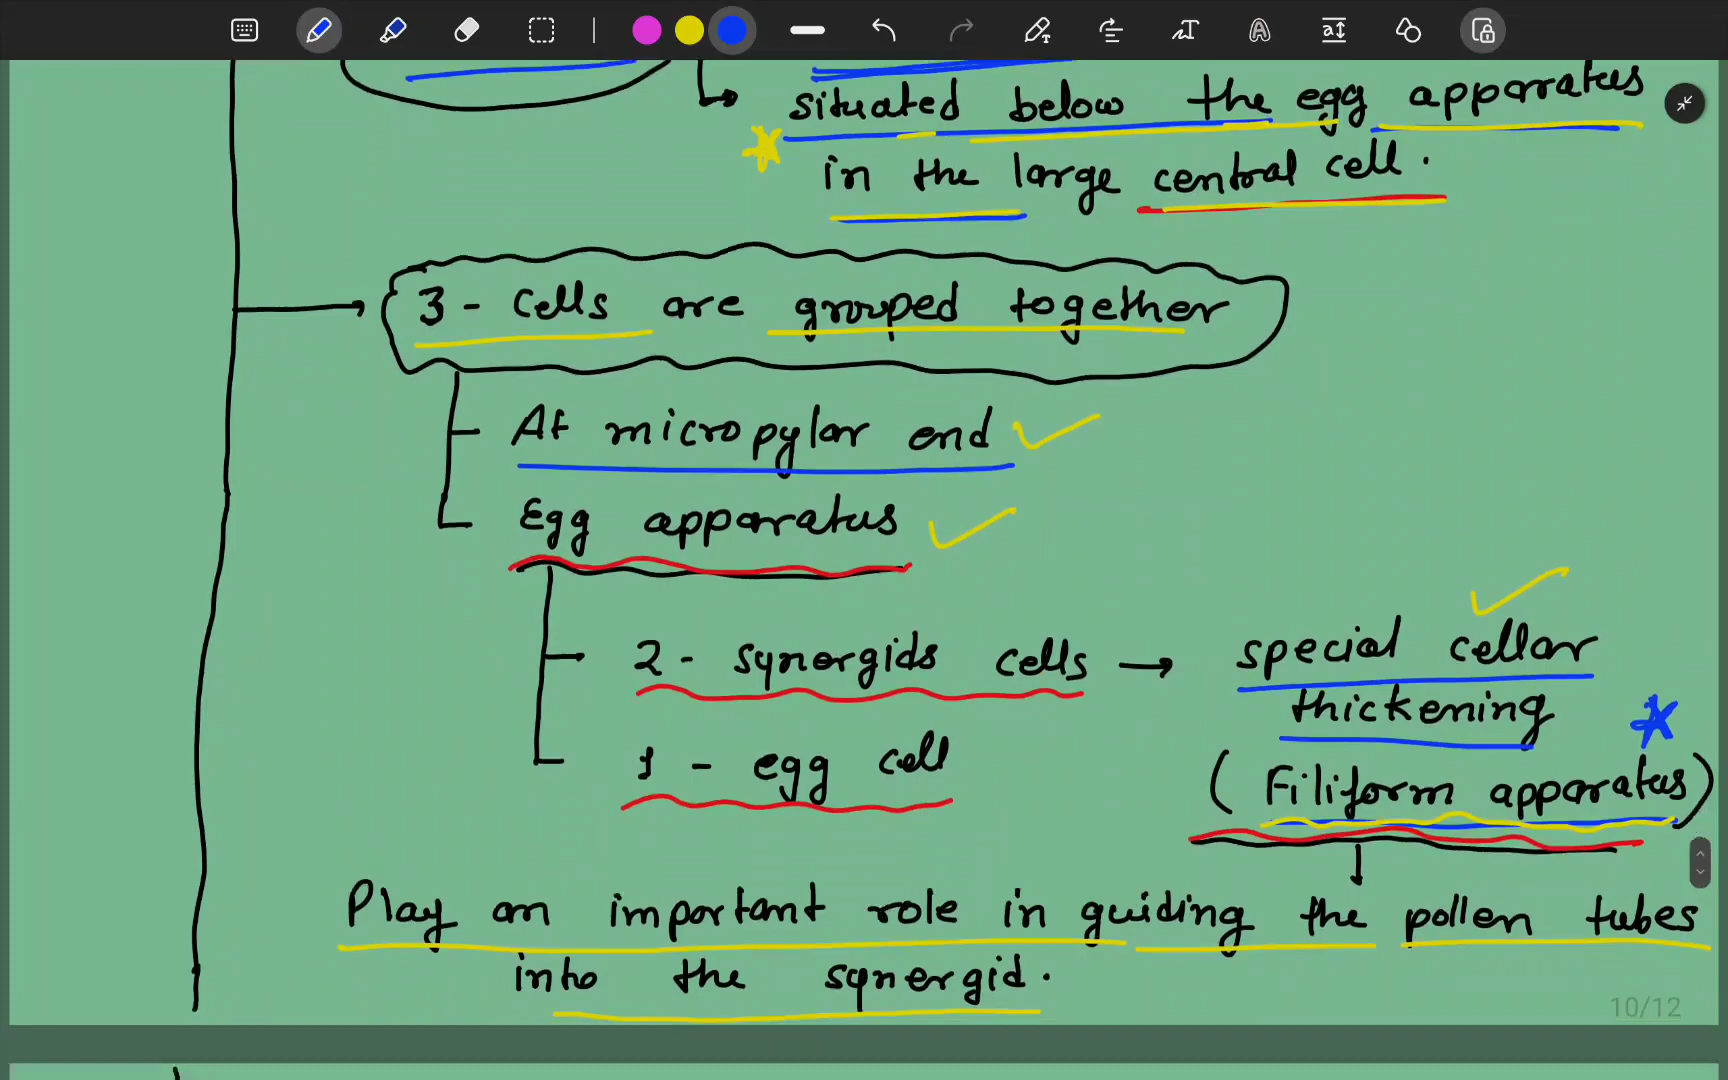 situated below the egg apparatus
in the large central cell.
3 - cells are grouped together
At micropylar end
Egg apparatus
2 - synergids cells → special cellar
thickening
1 - egg cell
(Filiform apparatus)
Play an important role in guiding the pollen tubes
into the synergid.
10/12